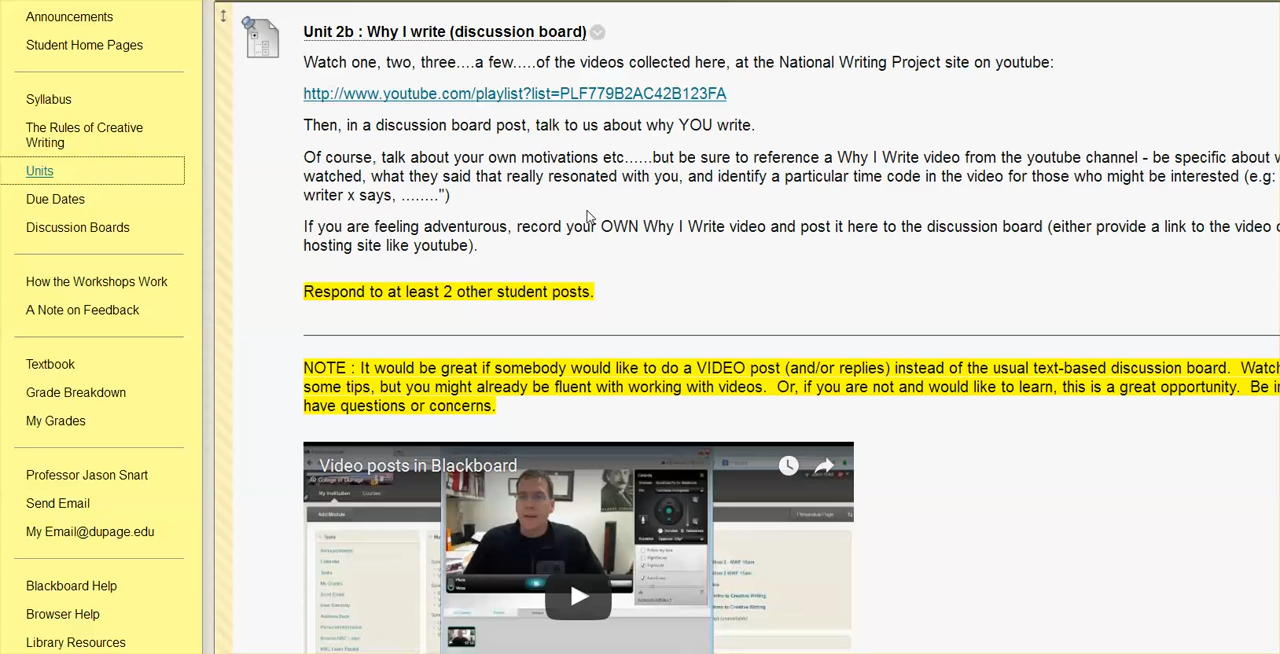 Announcements
Student Home Pages
Syllabus
The Rules of Creative
Writing
Units
Due Dates
Discussion Boards
How the Workshops Work
A Note on Feedback
Textbook
Grade Breakdown
My Grades
Professor Jason Snart
Send Email
My Email@dupage.edu
Blackboard Help
Browser Help
Library Resources
Unit 2b : Why I write (discussion board)
Watch one, two, three....a few.....of the videos collected here, at the National Writing Project site on youtube:
http://www.youtube.com/playlist?list=PLF779B2AC42B123FA
Then, in a discussion board post, talk to us about why YOU write.
Of course, talk about your own motivations etc......but be sure to reference a Why I Write video from the youtube channel - be specific about w
watched, what they said that really resonated with you, and identify a particular time code in the video for those who might be interested (e.g:
writer x says, ........")
If you are feeling adventurous, record your OWN Why I Write video and post it here to the discussion board (either provide a link to the video o
hosting site like youtube).
Respond to at least 2 other student posts.
NOTE : It would be great if somebody would like to do a VIDEO post (and/or replies) instead of the usual text-based discussion board.  Watch
some tips, but you might already be fluent with working with videos.  Or, if you are not and would like to learn, this is a great opportunity.  Be in
have questions or concerns.
Video posts in Blackboard
My Institution
Courses
Add Module